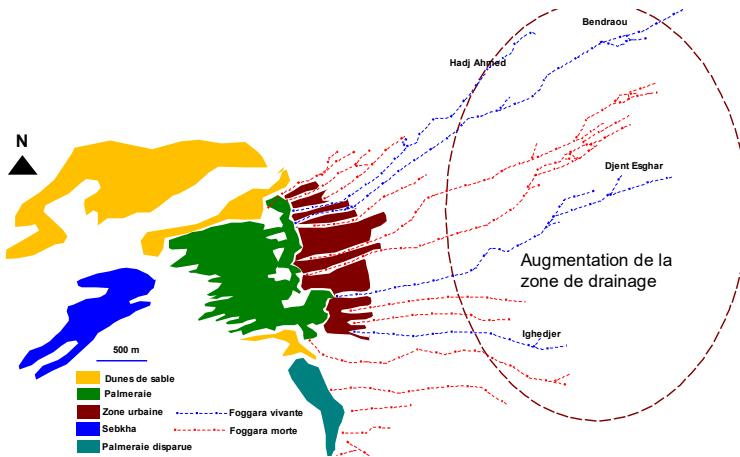 Bendraou
Hadj Ahmed
N
Djent Esghar
Augmentation de la
zone de drainage
Ighedjer
500 m
Dunes de sable
Palmeraie
Zone urbaine
Foggara vivante
Sebkha
Foggara morte
Palmeraie disparue